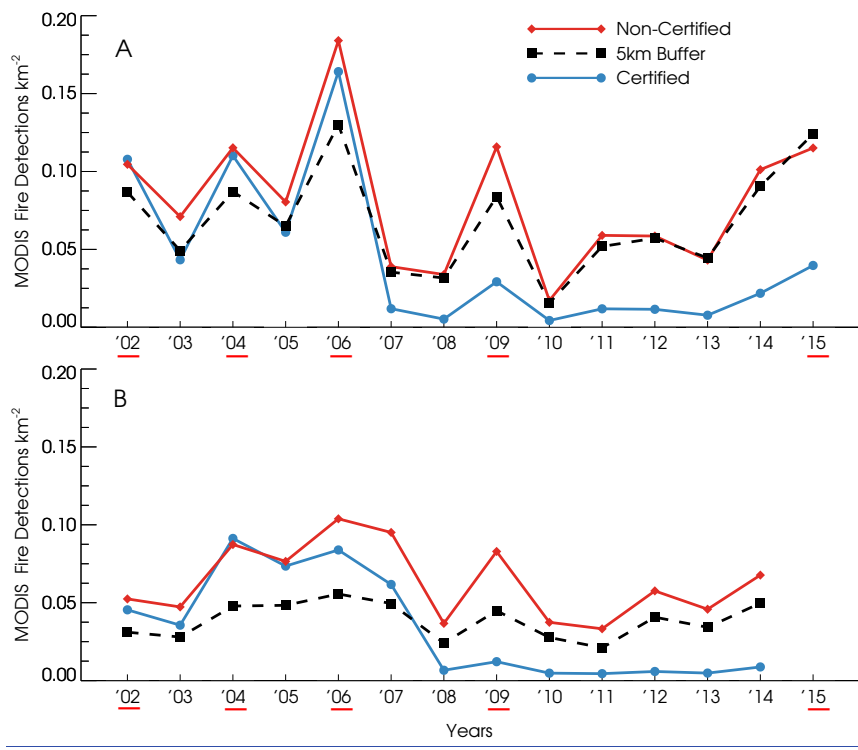 0.20
A
Non-Certified
5km Buffer
Certified
0.15
0.10
0.05
0.00
MODIS Fire Detections km-2
'02 '03 '04 '05 '06 '07 '08 '09 '10 '11 '12 '13 '14 '15
0.20
B
0.15
0.10
0.05
0.00
MODIS Fire Detections km-2
'02 '03 '04 '05 '06 '07 '08 '09 '10 '11 '12 '13 '14 '15
Years